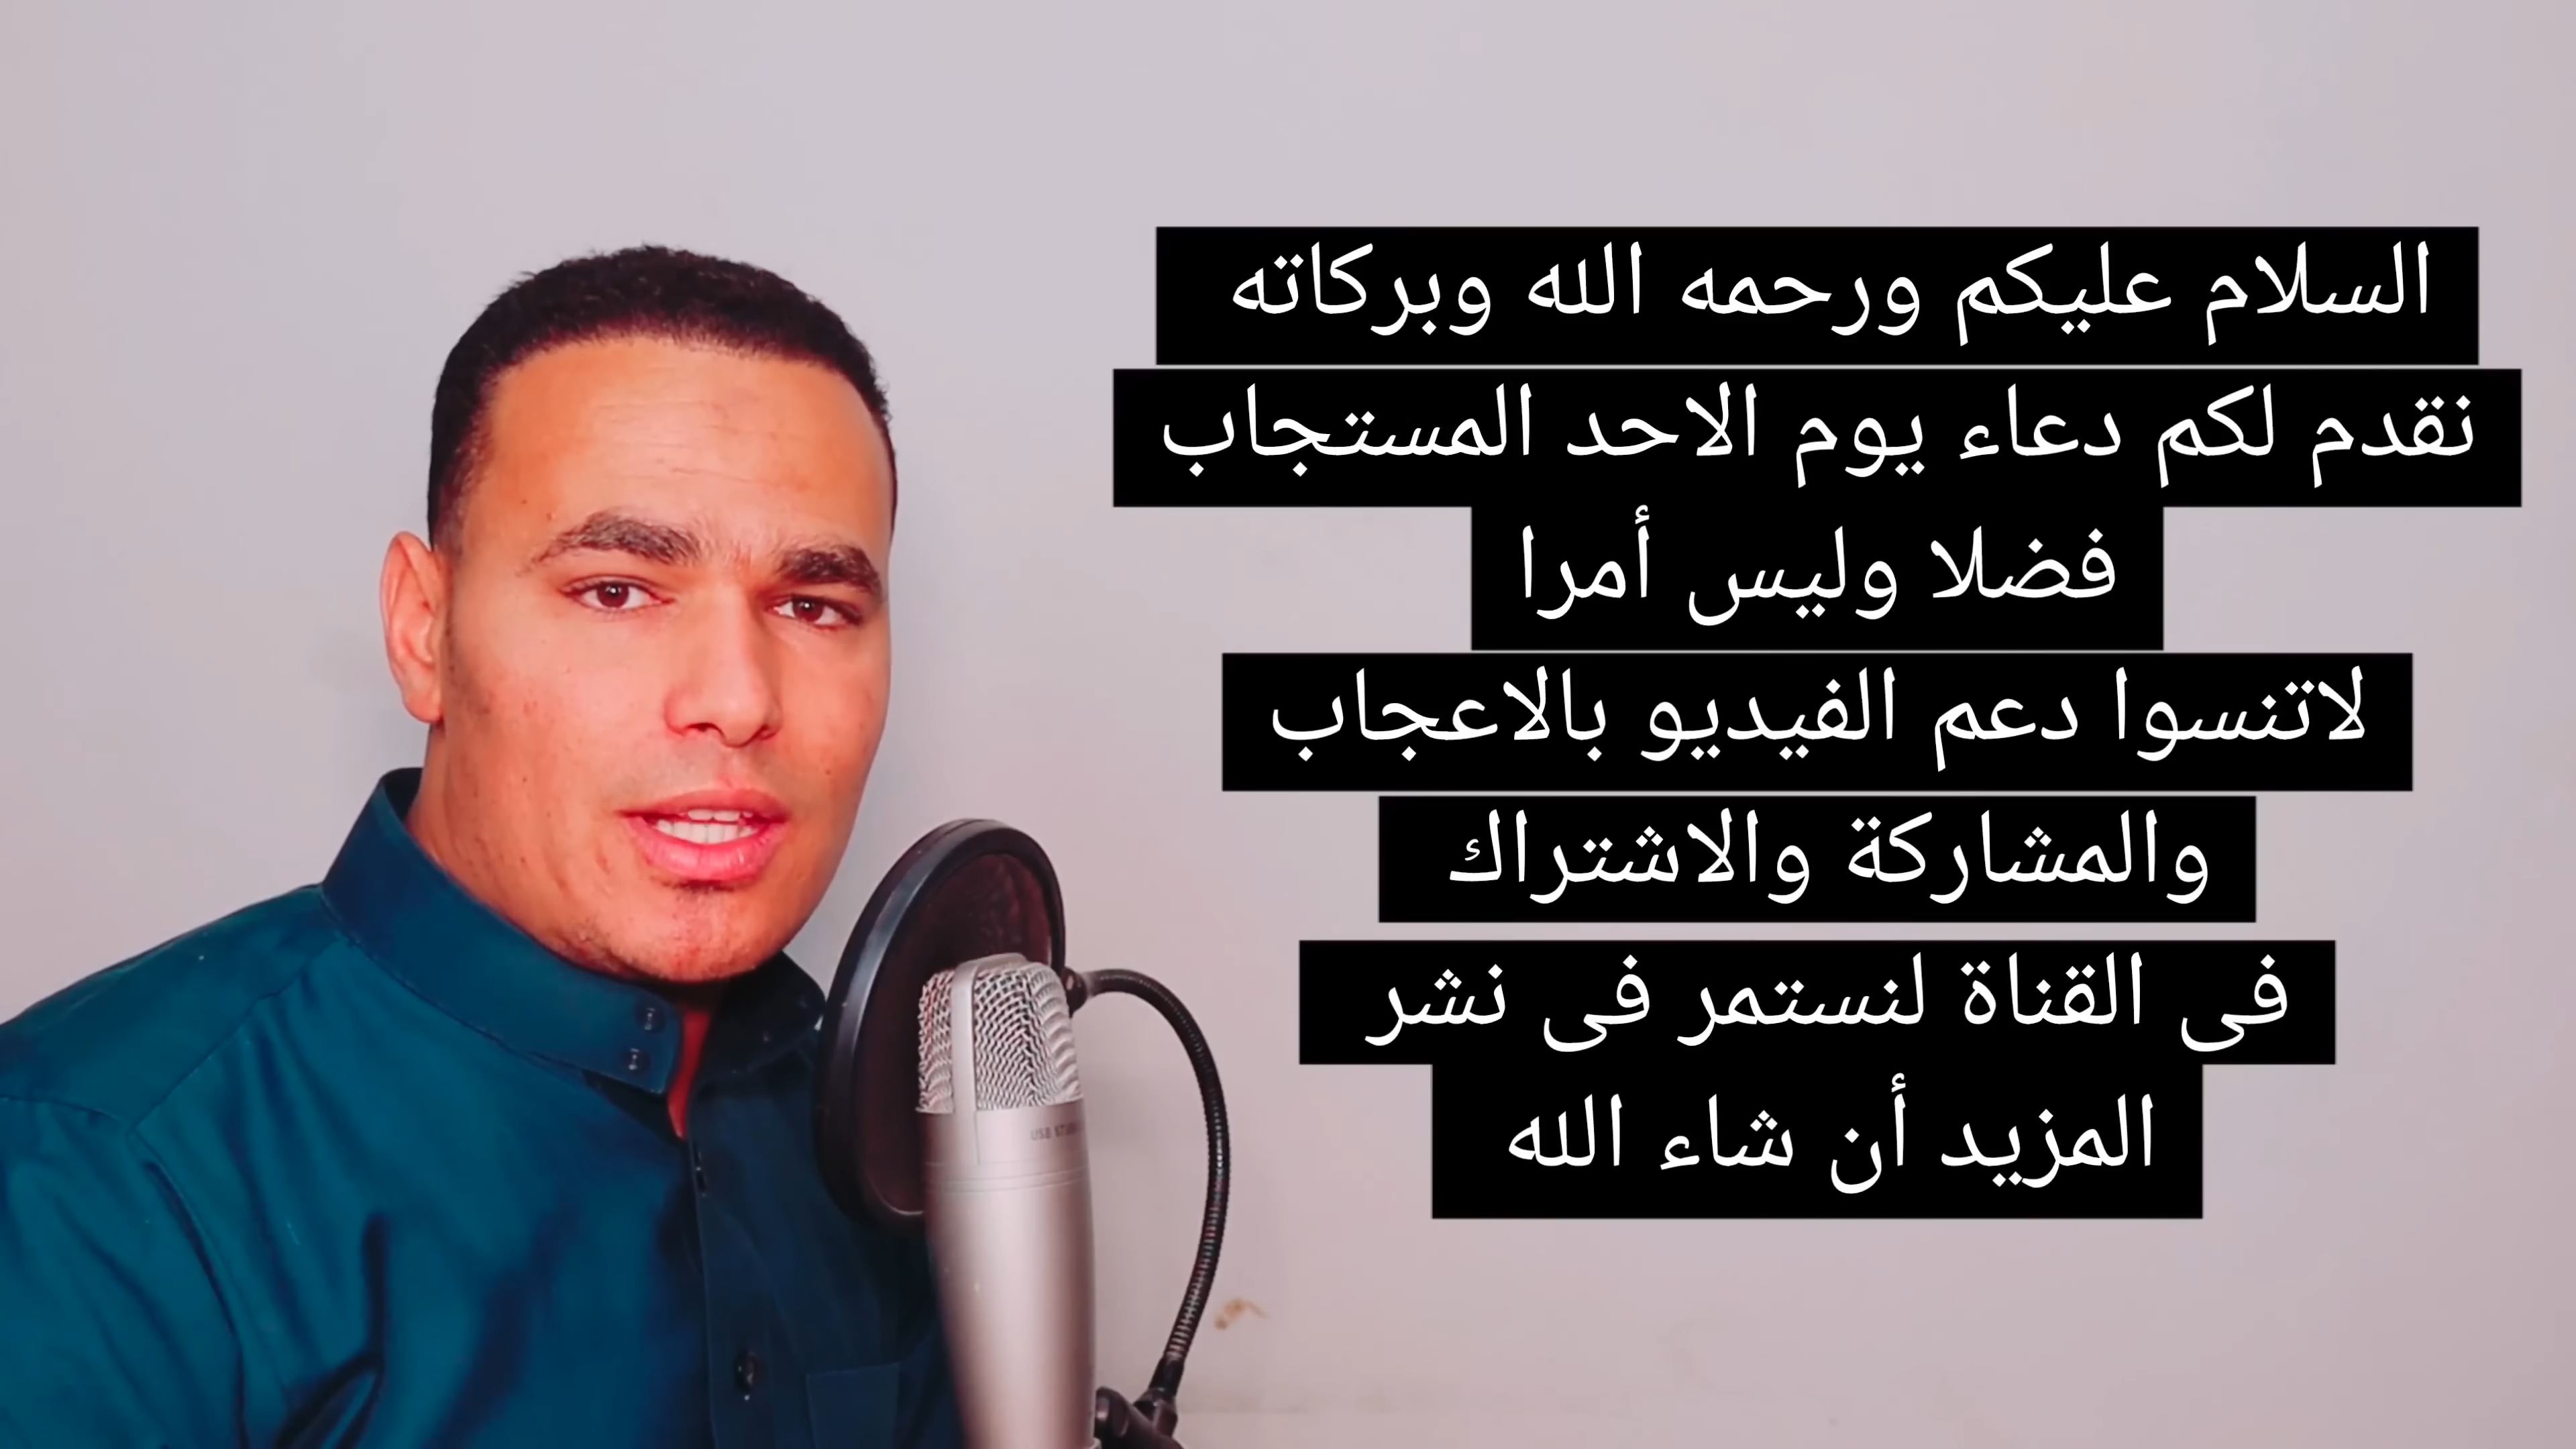 السلام عليكم ورحمه الله وبركاته
نقدم لكم دعاء يوم الاحد المستجاب
فضلا وليس أمرا
لاتنسوا دعم الفيديو بالاعجاب
والمشاركة والاشتراك
فى القناة لنستمر فى نشر
المزيد أن شاء الله
USB